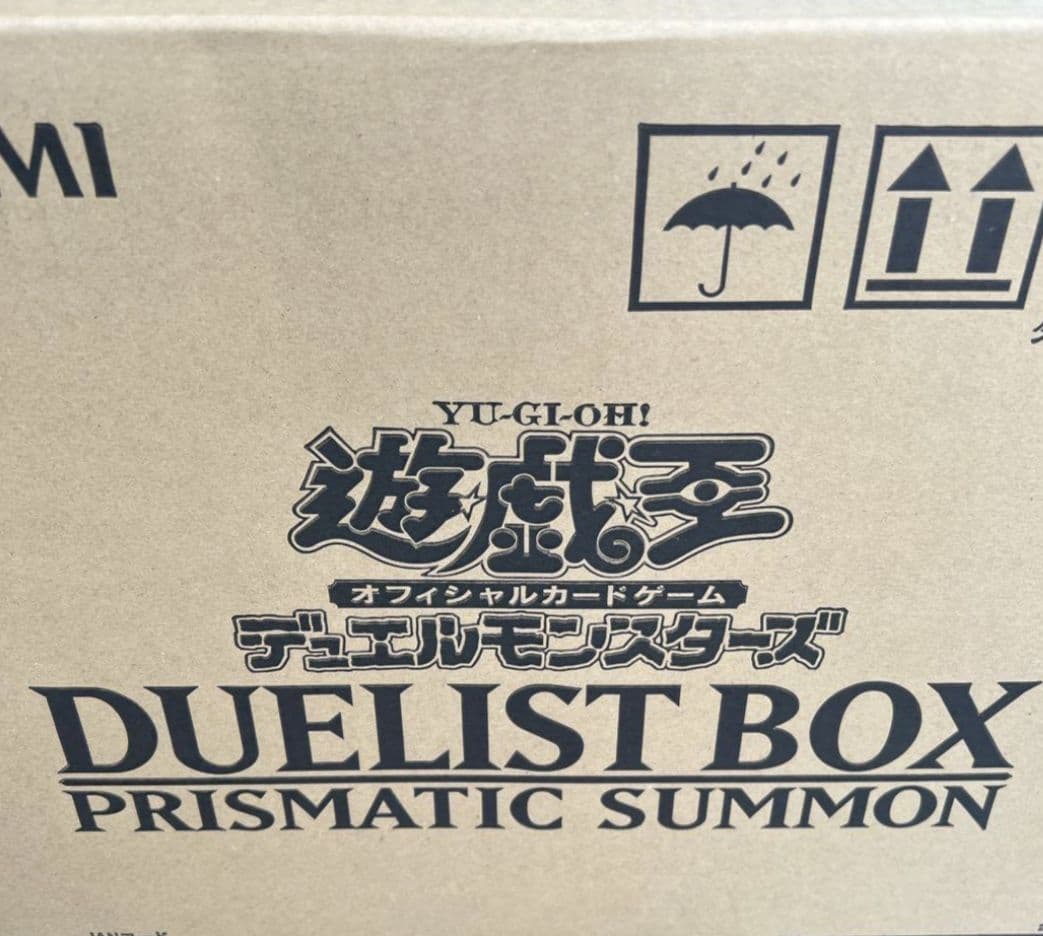 MI
YU-GI-OH!
遊戯王
オフィシャルカードゲーム
デュエルモンスターズ
DUELIST BOX
PRISMATIC SUMMON